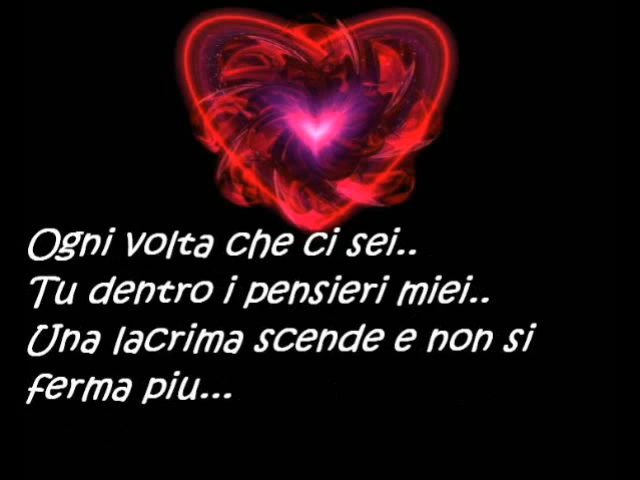 Ogni volta che ci sei..
Tu dentro i pensieri miei..
Una lacrima scende e non si
ferma piu...